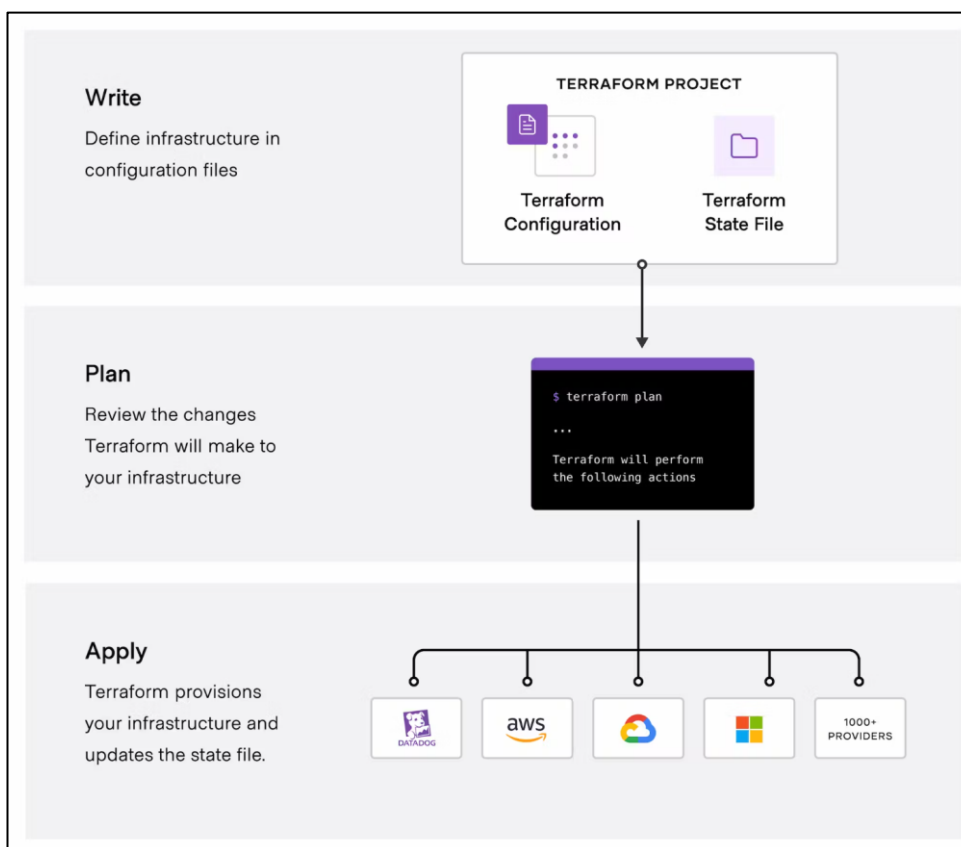 Write
Define infrastructure in
configuration files
TERRAFORM PROJECT
Terraform
Configuration
Terraform
State File
Plan
Review the changes
Terraform will make to
your infrastructure
$ terraform plan
...
Terraform will perform
the following actions
Apply
Terraform provisions
your infrastructure and
updates the state file.
DATADOG
aws
1000+
PROVIDERS